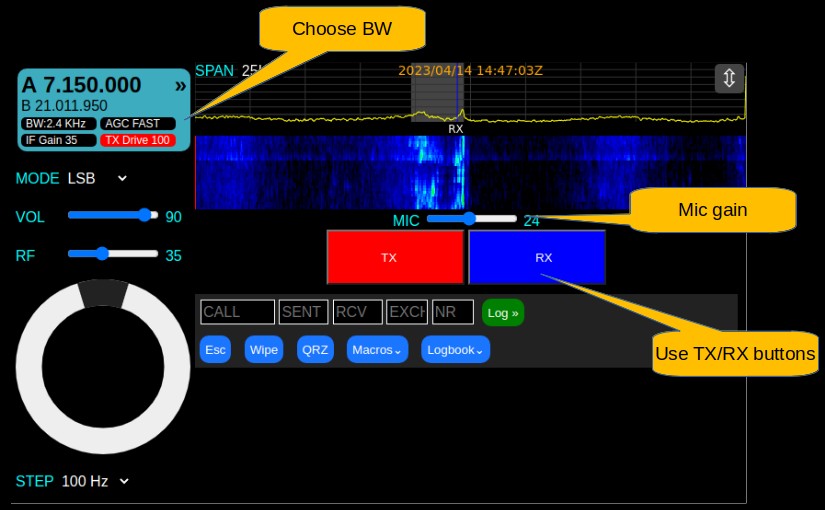 Choose BW
SPAN 25
2023/04/14 14:47:03Z
A 7.150.000 »
B 21.011.950
BW:2.4 KHz AGC FAST
IF Gain 35 TX Drive 100
RX
MODE LSB
Mic gain
VOL 90
MIC 24
RF 35
TX RX
CALL SENT RCV EXCH NR Log »
Esc Wipe QRZ Macros Logbook
Use TX/RX buttons
STEP 100 Hz